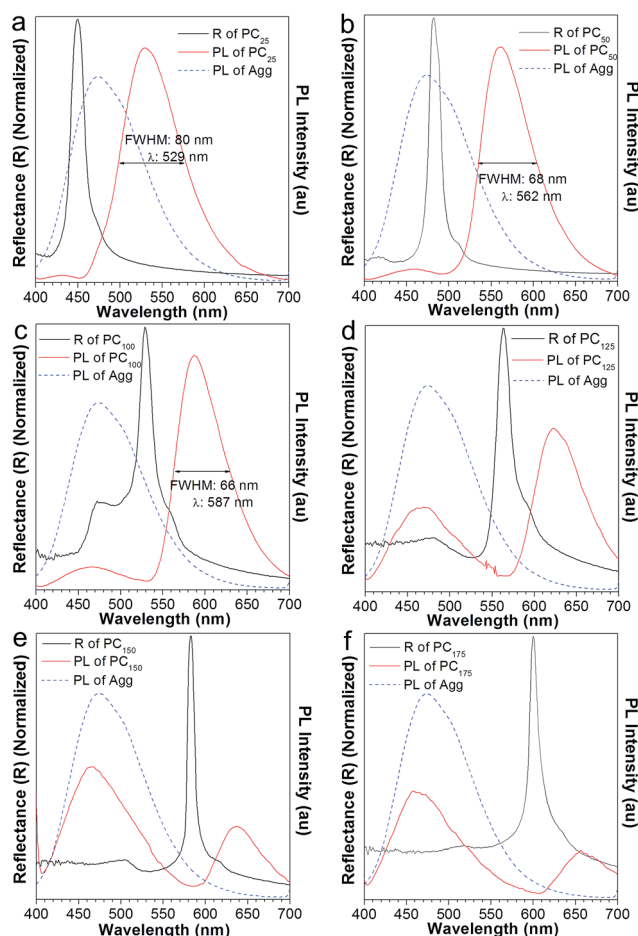 a
R of PC25
PL of PC25
PL of Agg
FWHM: 80 nm
λ: 529 nm
Reflectance (R) (Normalized)
PL Intensity (au)
400 450 500 550 600 650 700
Wavelength (nm)
b
R of PC50
PL of PC50
PL of Agg
FWHM: 68 nm
λ: 562 nm
Reflectance (R) (Normalized)
PL Intensity (au)
400 450 500 550 600 650 700
Wavelength (nm)
c
R of PC100
PL of PC100
PL of Agg
FWHM: 66 nm
λ: 587 nm
Reflectance (R) (Normalized)
PL Intensity (au)
400 450 500 550 600 650 700
Wavelength (nm)
d
R of PC125
PL of PC125
PL of Agg
Reflectance (R) (Normalized)
PL Intensity (au)
400 450 500 550 600 650 700
Wavelength (nm)
e
R of PC150
PL of PC150
PL of Agg
Reflectance (R) (Normalized)
PL Intensity (au)
400 450 500 550 600 650 700
Wavelength (nm)
f
R of PC175
PL of PC175
PL of Agg
Reflectance (R) (Normalized)
PL Intensity (au)
400 450 500 550 600 650 700
Wavelength (nm)